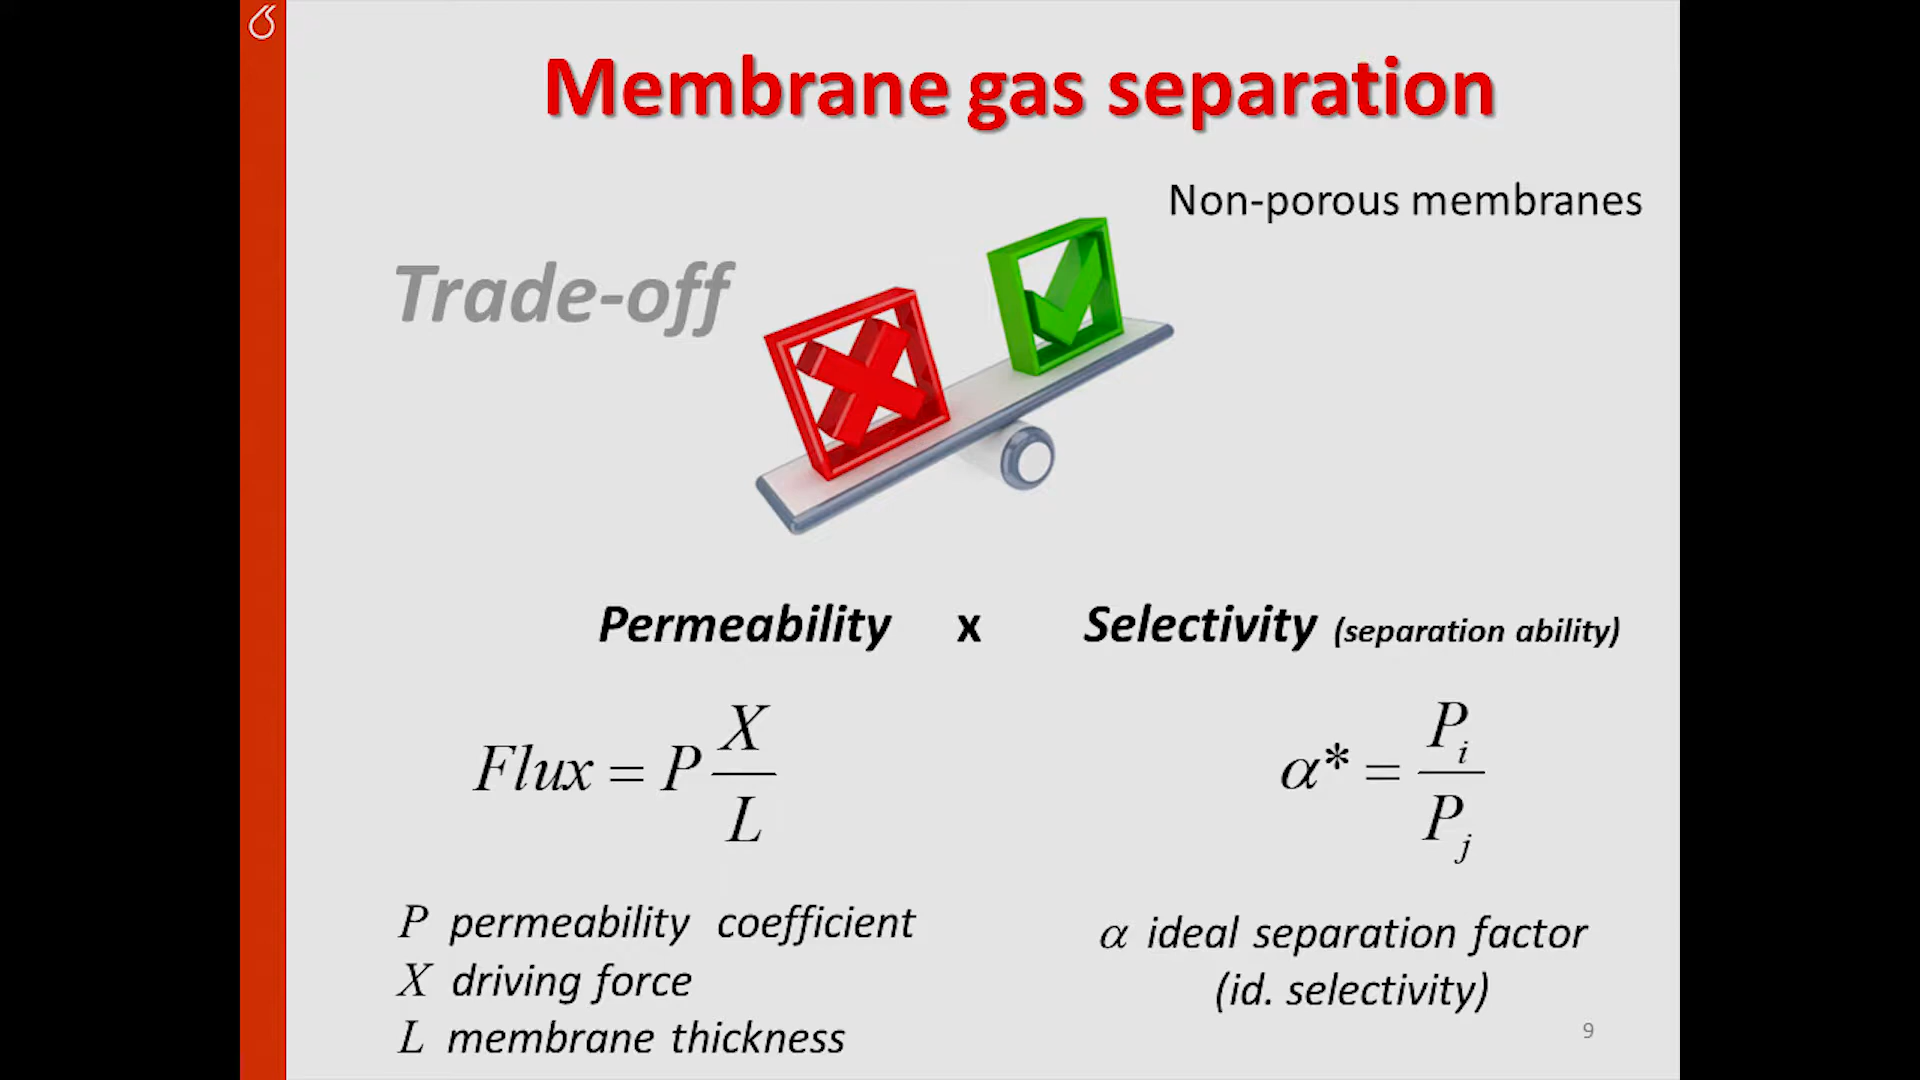 Membrane gas separation
Non-porous membranes
Trade-off
Permeability x Selectivity (separation ability)
Flux = P X / L
α* = P_i / P_j
P permeability coefficient
X driving force
L membrane thickness
α ideal separation factor
(id. selectivity)
9